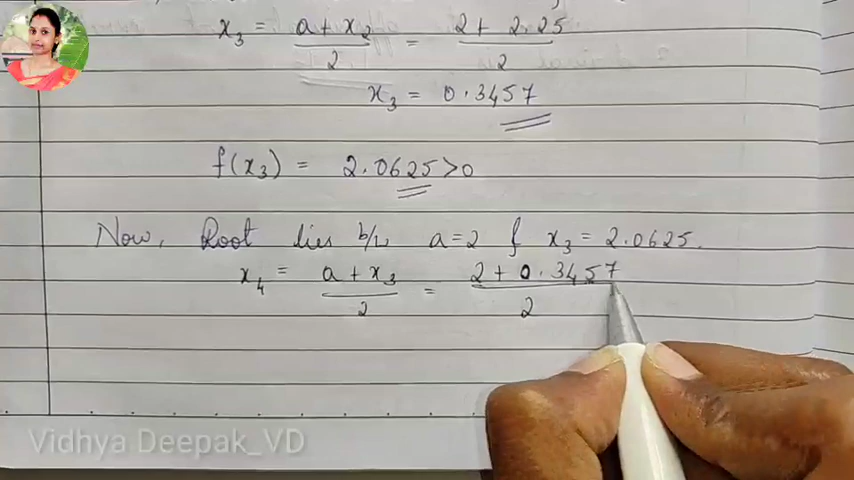 x₃ = a + x₂ / 2 = 2 + 2.25 / 2
x₃ = 0.3457
f(x₃) = 2.0625 > 0
Now, Root lies b/w a = 2 & x₃ = 2.0625.
x₄ = a + x₃ / 2 = 2 + 0.3457 / 2
Vidhya Deepak_VD